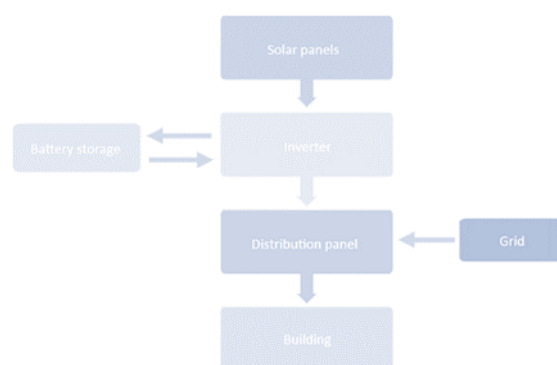 Solar panels
Battery storage
Inverter
Distribution panel
Grid
Building